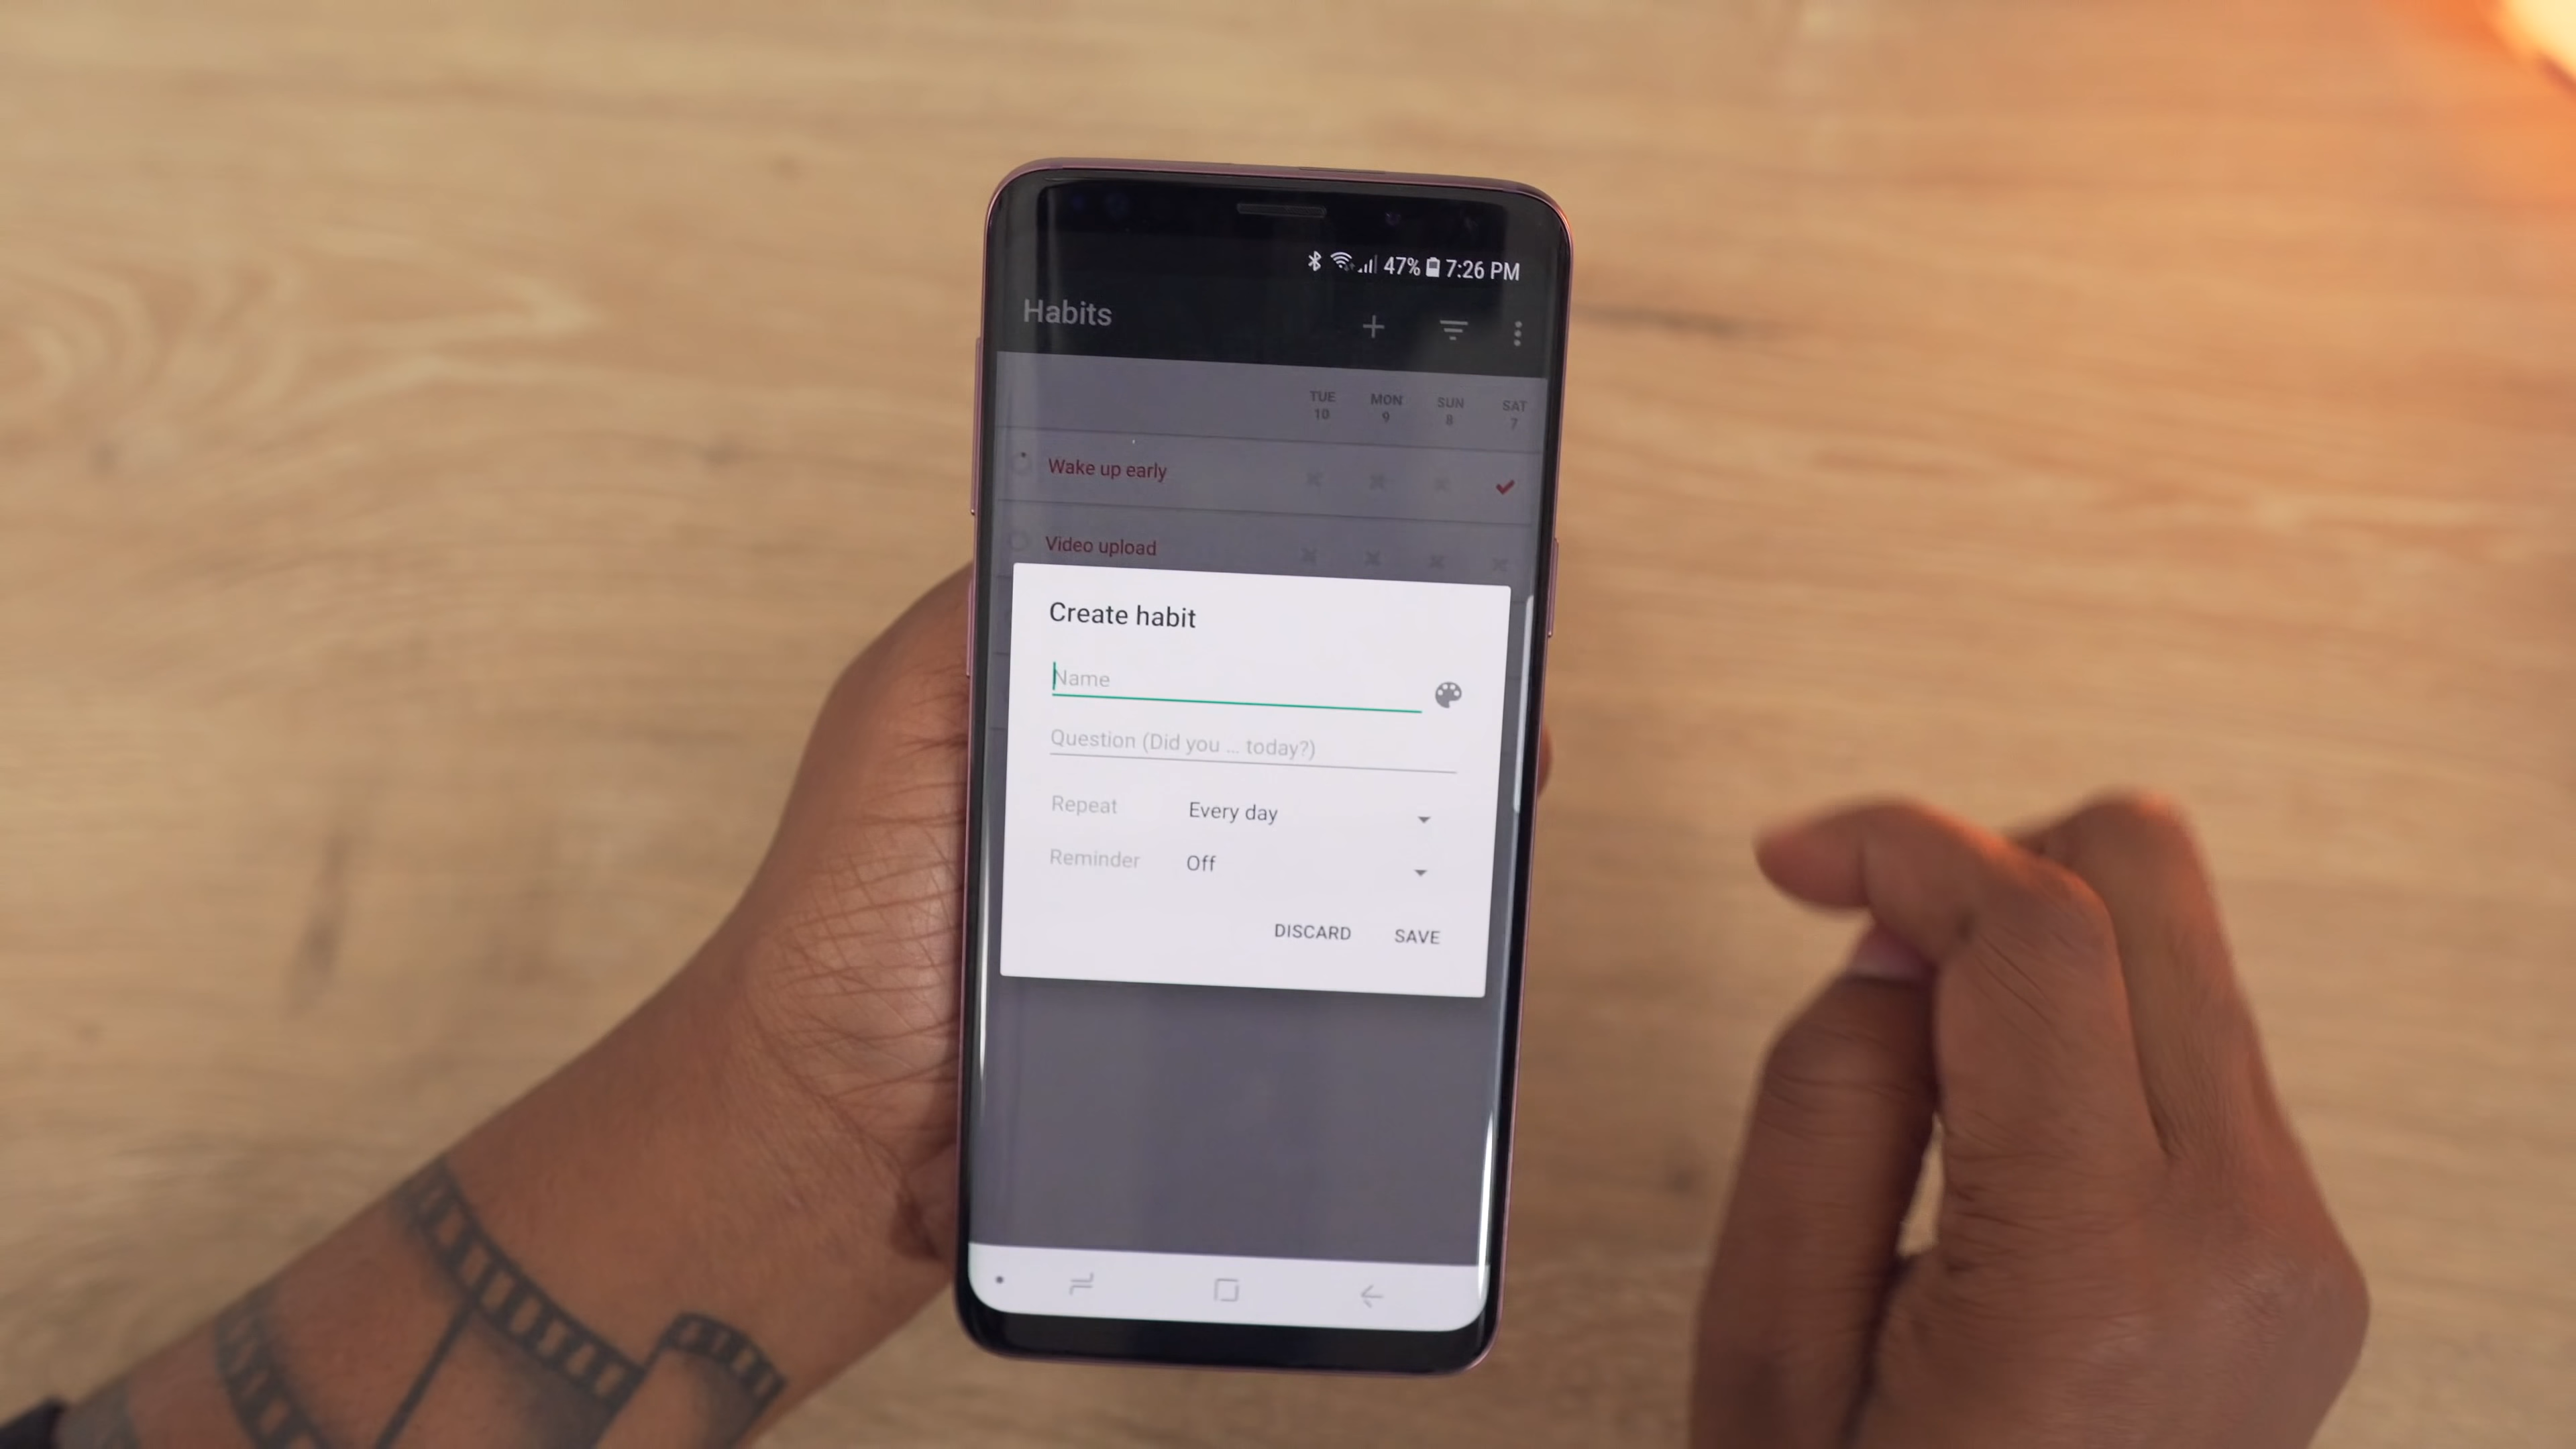 47% 7:26 PM
Habits
TUE MON SUN SAT
10 9 8 7
Wake up early
Video upload
Create habit
Name
Question (Did you ... today?)
Repeat Every day
Reminder Off
DISCARD SAVE